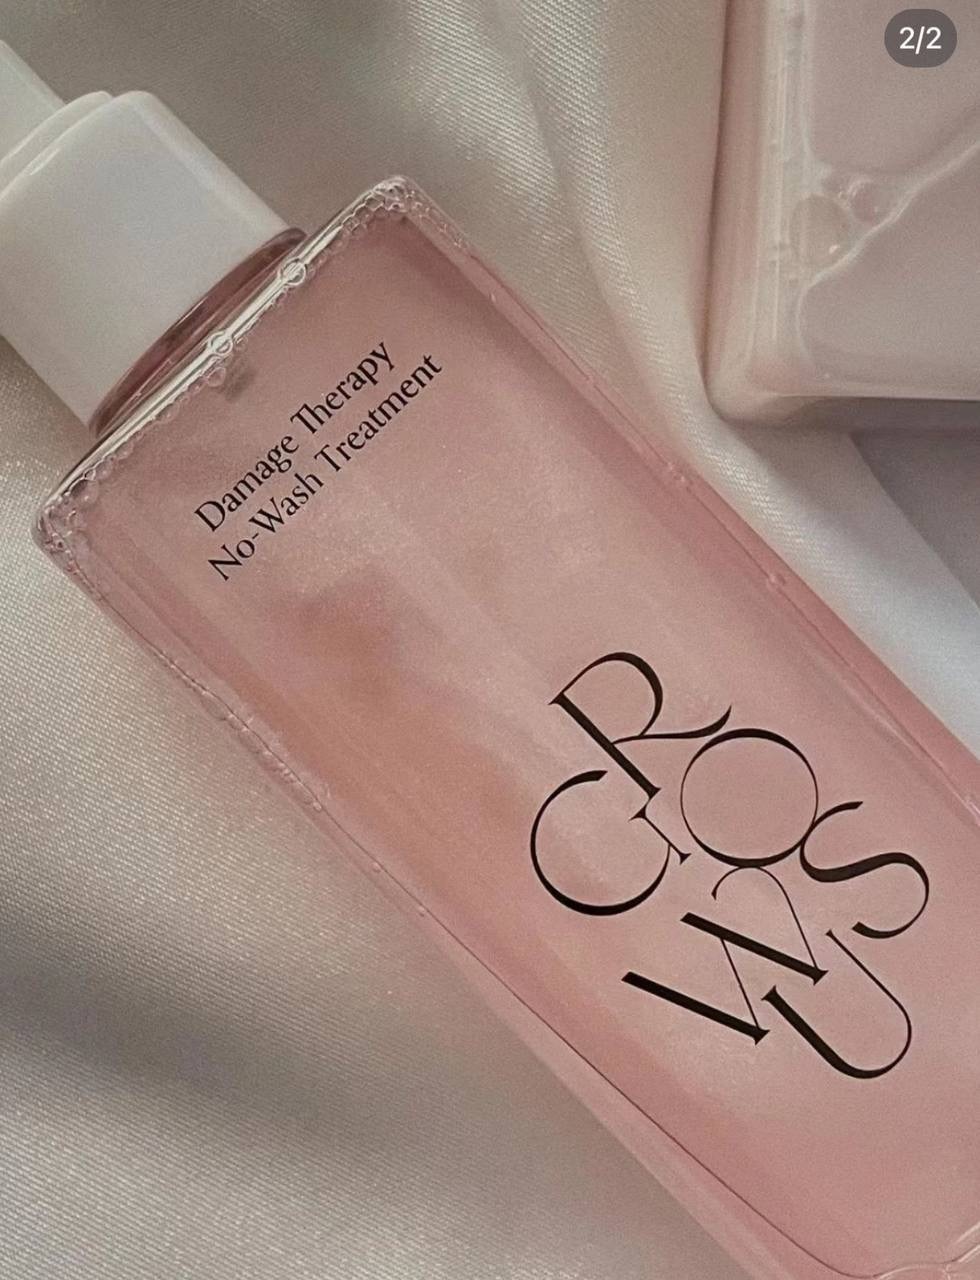 2/2
Damage Therapy
No-Wash Treatment
GROWUS